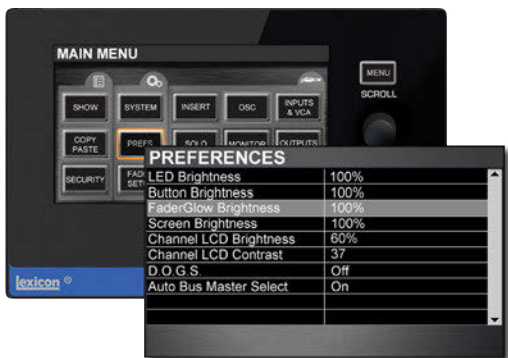 MAIN MENU
MENU
SCROLL
SHOW
SYSTEM
INSERT
OSC
INPUTS
& VCA
COPY
PASTE
PREFS
SOLO
MONITOR
OUTPUTS
SECURITY
PREFERENCES
LED Brightness 100%
Button Brightness 100%
FaderGlow Brightness 100%
Screen Brightness 100%
Channel LCD Brightness 60%
Channel LCD Contrast 37
D.O.G.S. Off
Auto Bus Master Select On
lexicon ®